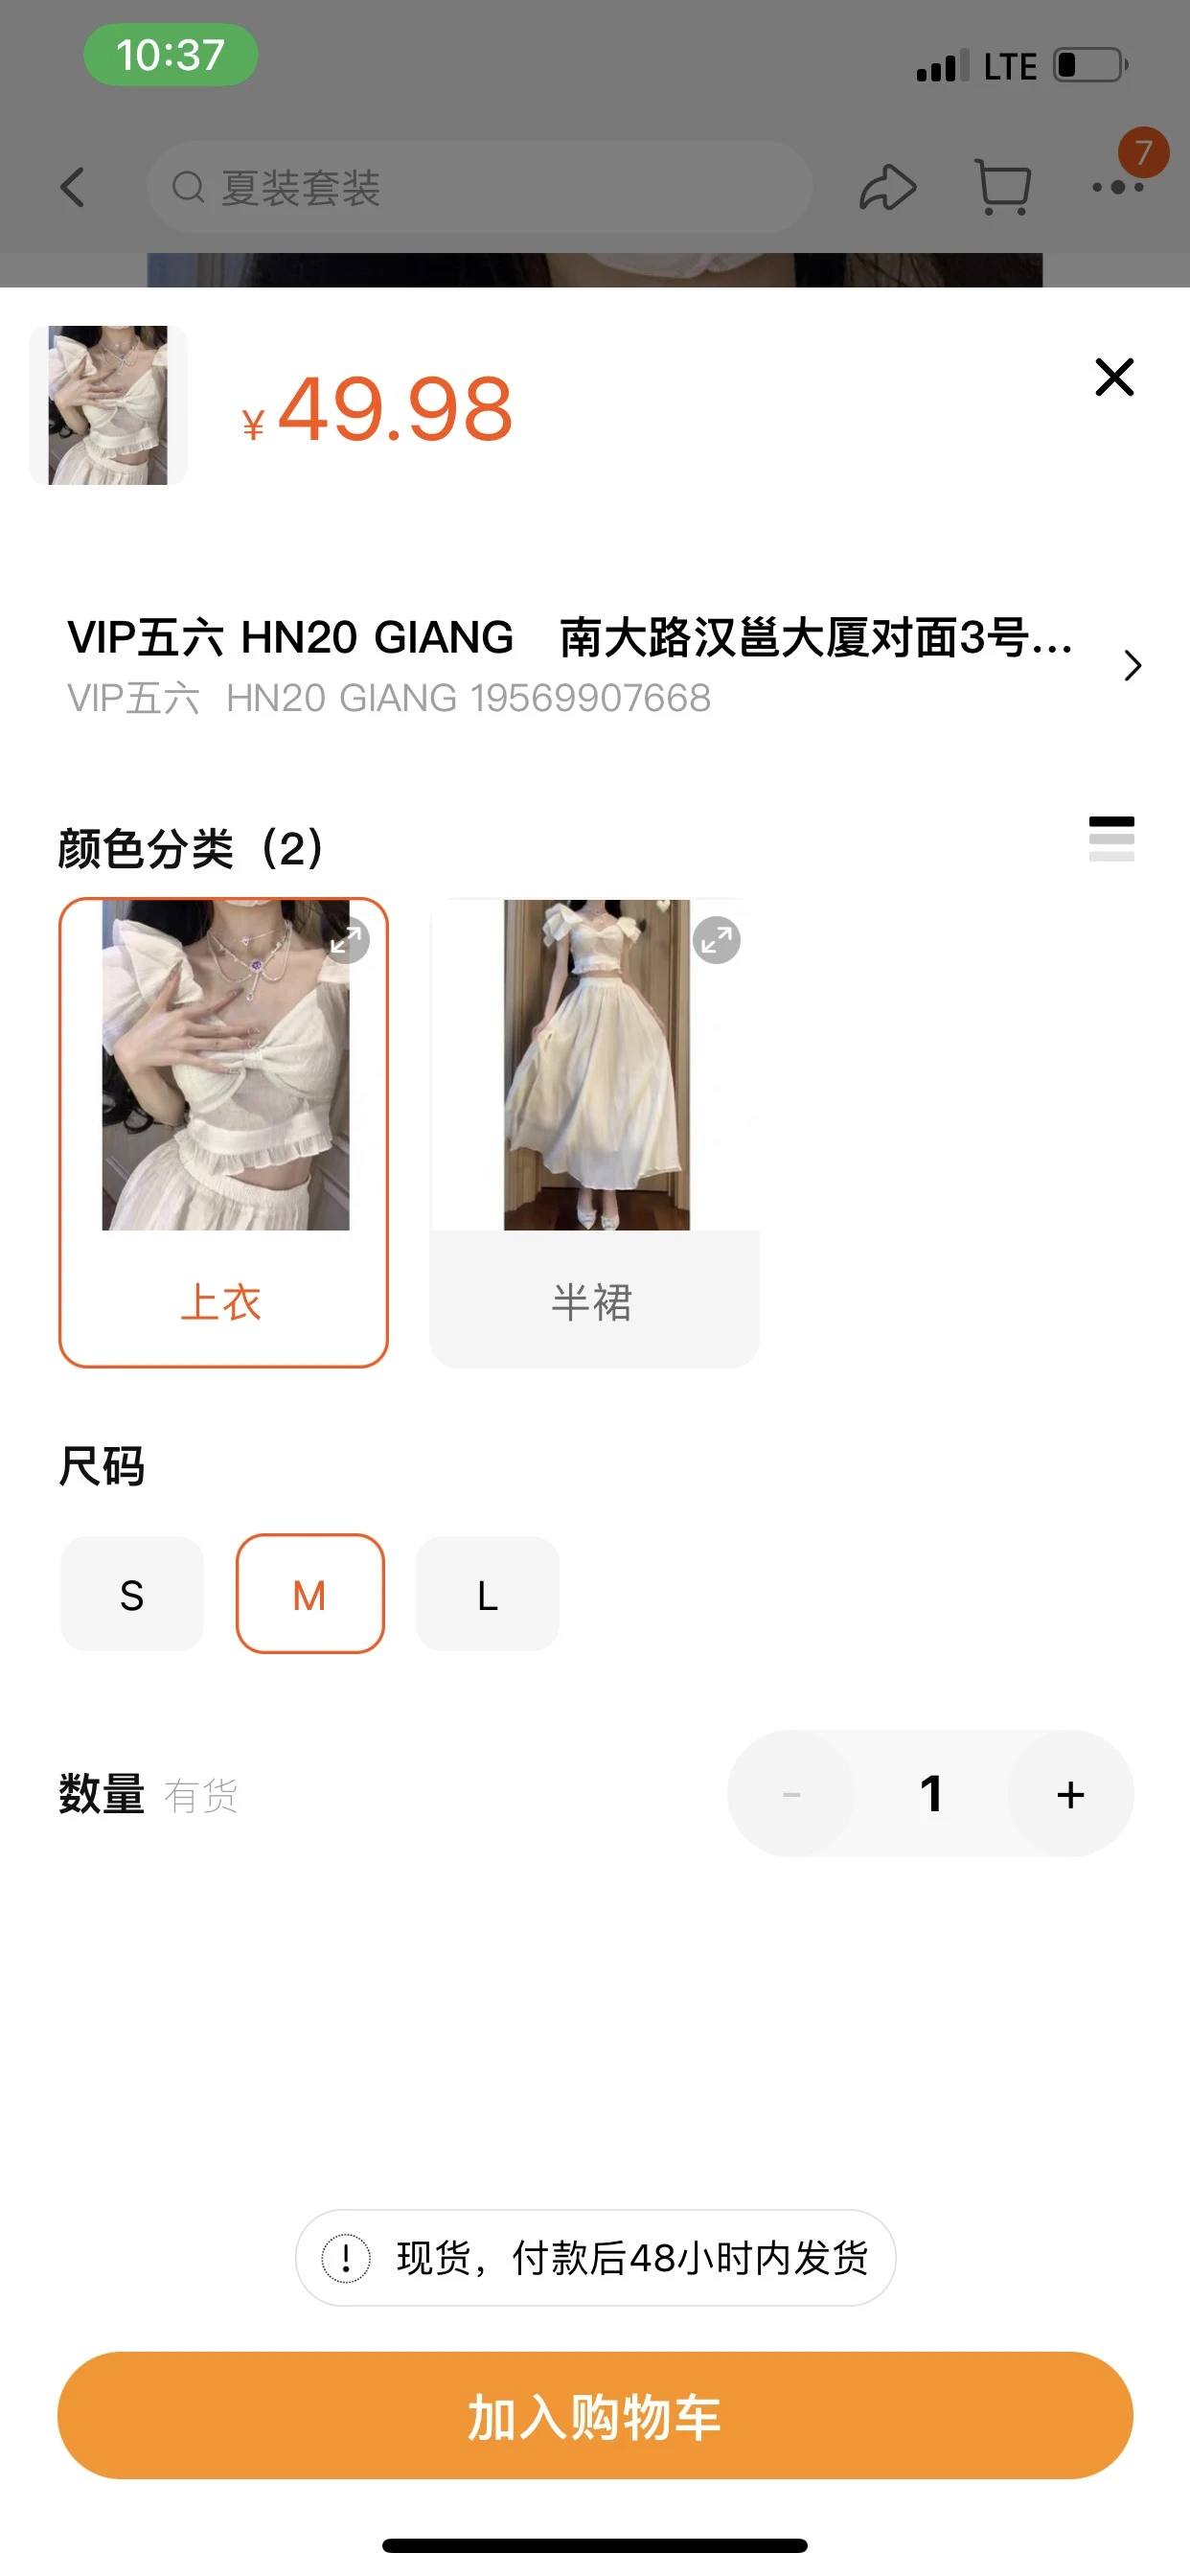 10:37 LTE
夏装套装 7
¥49.98
VIP五六 HN20 GIANG 南大路汉邕大厦对面3号...
VIP五六 HN20 GIANG 19569907668
颜色分类（2）
上衣 半裙
尺码
S M L
数量 有货 - 1 +
! 现货，付款后48小时内发货
加入购物车